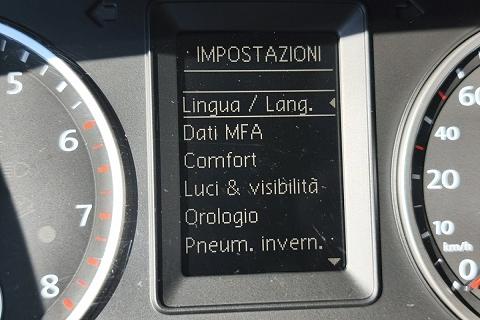 IMPOSTAZIONI
Lingua / Lang.
Dati MFA
Comfort
Luci & visibilità
Orologio
Pneum. invern.
5
6
7
8
60
40
20
10
km/h
0